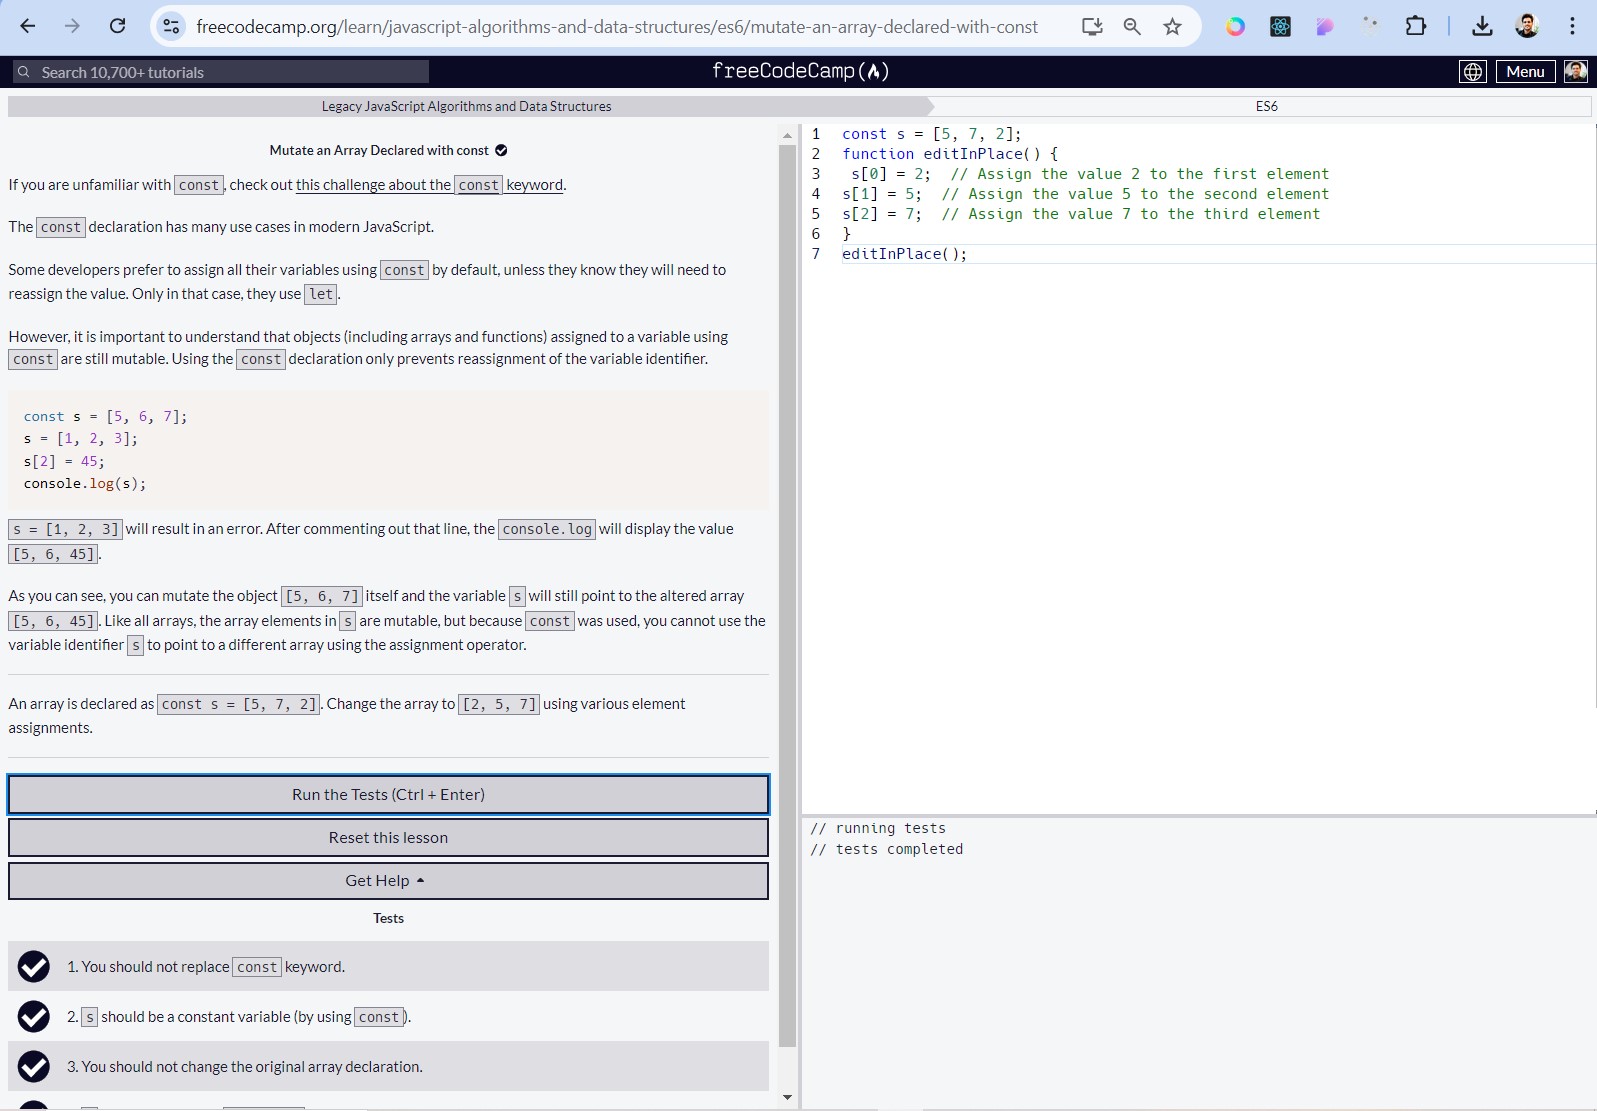 freecodecamp.org/learn/javascript-algorithms-and-data-structures/es6/mutate-an-array-declared-with-const
Search 10,700+ tutorials
freeCodeCamp
Menu
Legacy JavaScript Algorithms and Data Structures
ES6
Mutate an Array Declared with const
If you are unfamiliar with const, check out this challenge about the const keyword.
The const declaration has many use cases in modern JavaScript.
Some developers prefer to assign all their variables using const by default, unless they know they will need to
reassign the value. Only in that case, they use let.
However, it is important to understand that objects (including arrays and functions) assigned to a variable using
const are still mutable. Using the const declaration only prevents reassignment of the variable identifier.
const s = [5, 6, 7];
s = [1, 2, 3];
s[2] = 45;
console.log(s);
s = [1, 2, 3] will result in an error. After commenting out that line, the console.log will display the value
[5, 6, 45].
As you can see, you can mutate the object [5, 6, 7] itself and the variable s will still point to the altered array
[5, 6, 45]. Like all arrays, the array elements in s are mutable, but because const was used, you cannot use the
variable identifier s to point to a different array using the assignment operator.
An array is declared as const s = [5, 7, 2]. Change the array to [2, 5, 7] using various element
assignments.
Run the Tests (Ctrl + Enter)
Reset this lesson
Get Help
Tests
1. You should not replace const keyword.
2. s should be a constant variable (by using const).
3. You should not change the original array declaration.
1 const s = [5, 7, 2];
2 function editInPlace() {
3 s[0] = 2; // Assign the value 2 to the first element
4 s[1] = 5; // Assign the value 5 to the second element
5 s[2] = 7; // Assign the value 7 to the third element
6 }
7 editInPlace();
// running tests
// tests completed